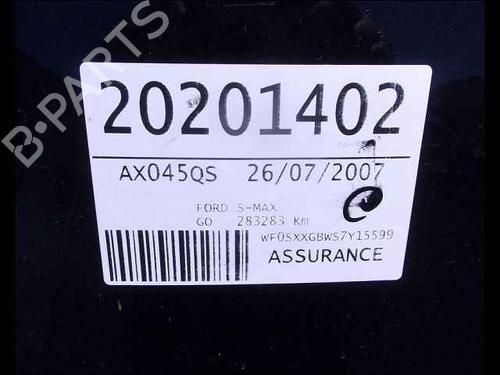 B-PARTS
20201402
AX045QS 26/07/2007
FORD S-MAX
GO 283283 Km
WF0SXXGBWS7Y15599
ASSURANCE